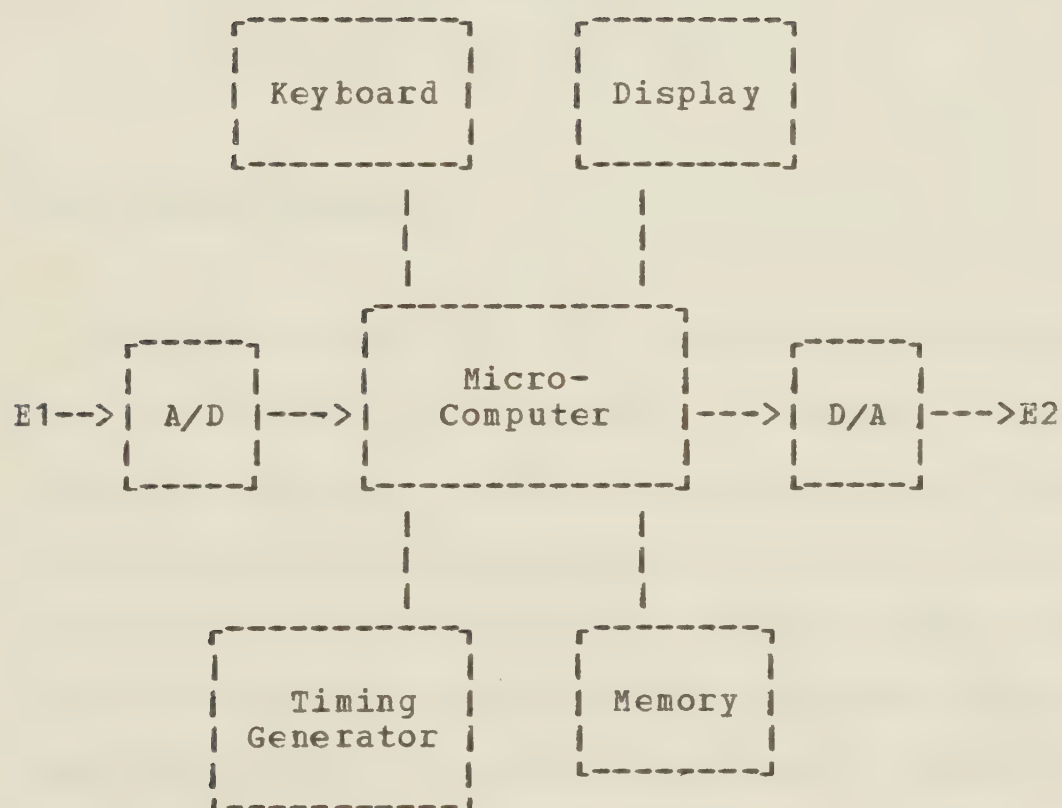 Keyboard
Display
Micro-
Computer
E1-->
A/D
--->
--->
D/A
--->E2
Timing
Generator
Memory